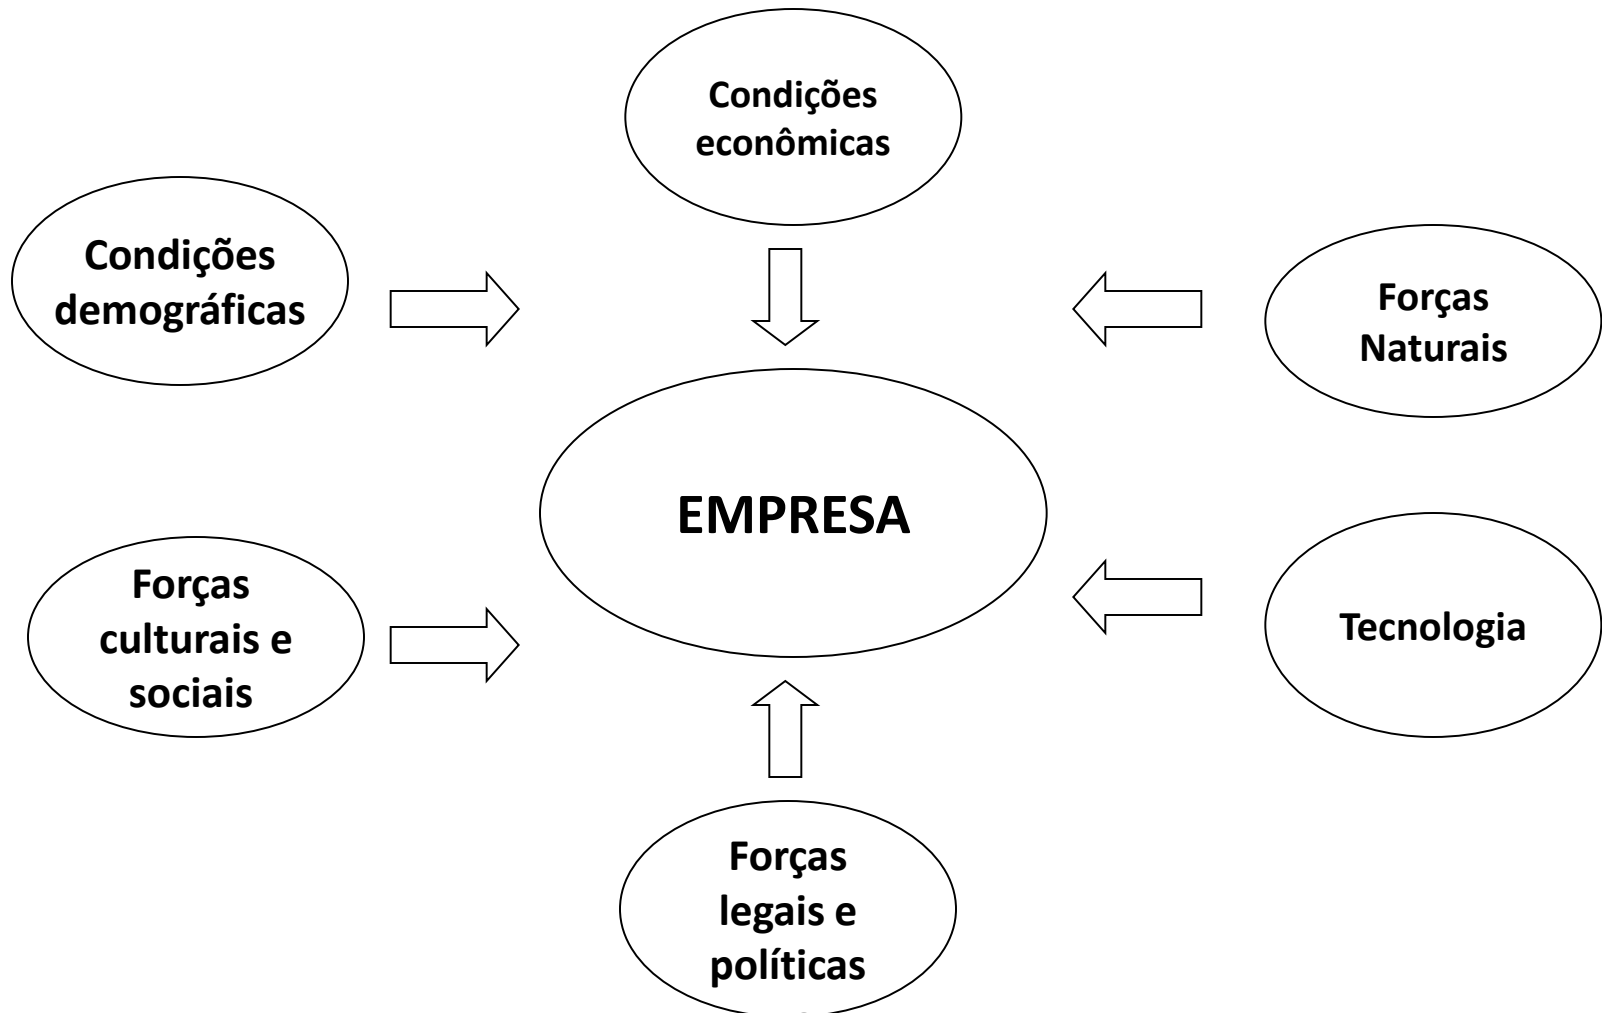 Condições
econômicas
Condições
demográficas
Forças
Naturais
EMPRESA
Forças
culturais e
sociais
Tecnologia
Forças
legais e
políticas